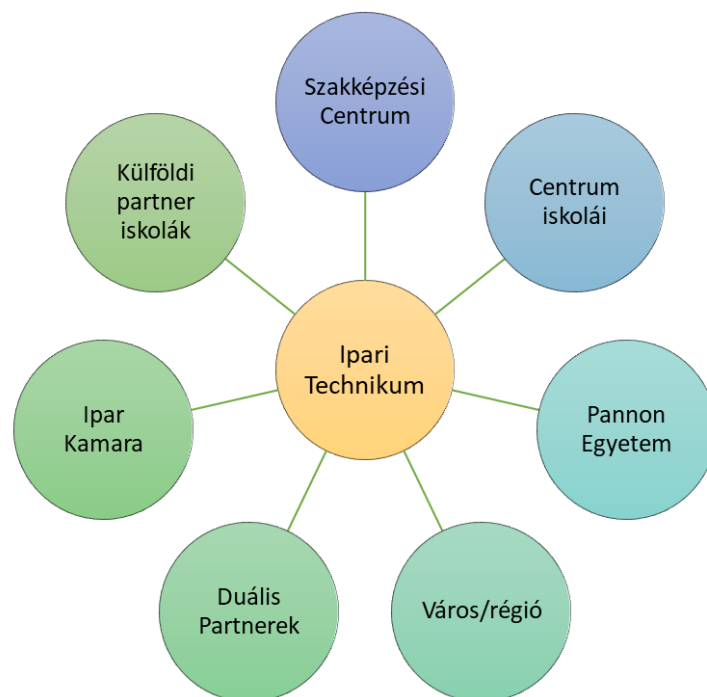 Szakképzési
Centrum
Centrum
iskolái
Pannon
Egyetem
Város/régió
Duális
Partnerek
Ipar
Kamara
Külföldi
partner
iskolák
Ipari
Technikum